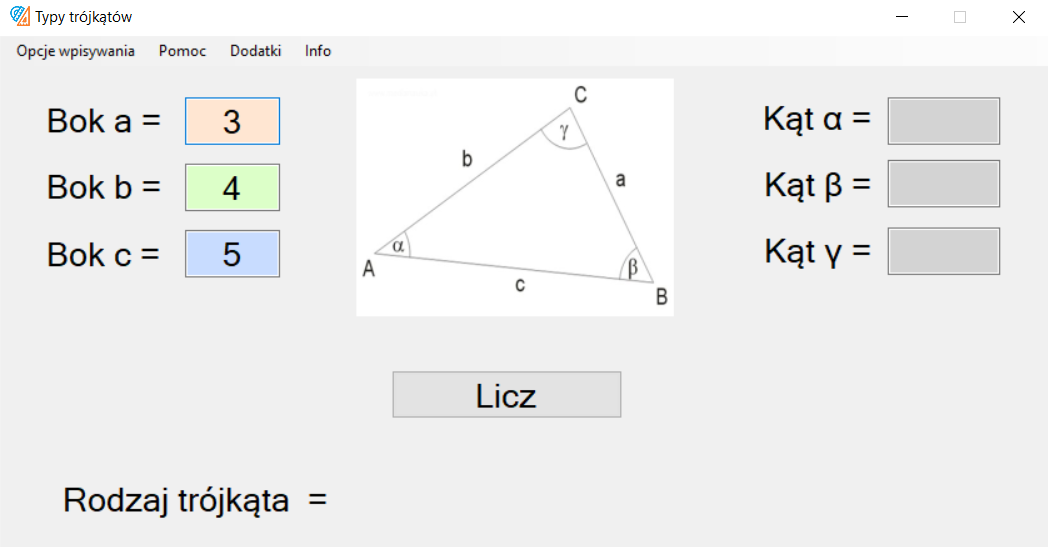 Typy trójkątów
Opcje wpisywania Pomoc Dodatki Info
Bok a = 3
Bok b = 4
Bok c = 5
C
γ
b
a
α
A
β
c
B
Kąt α =
Kąt β =
Kąt γ =
Licz
Rodzaj trójkąta =